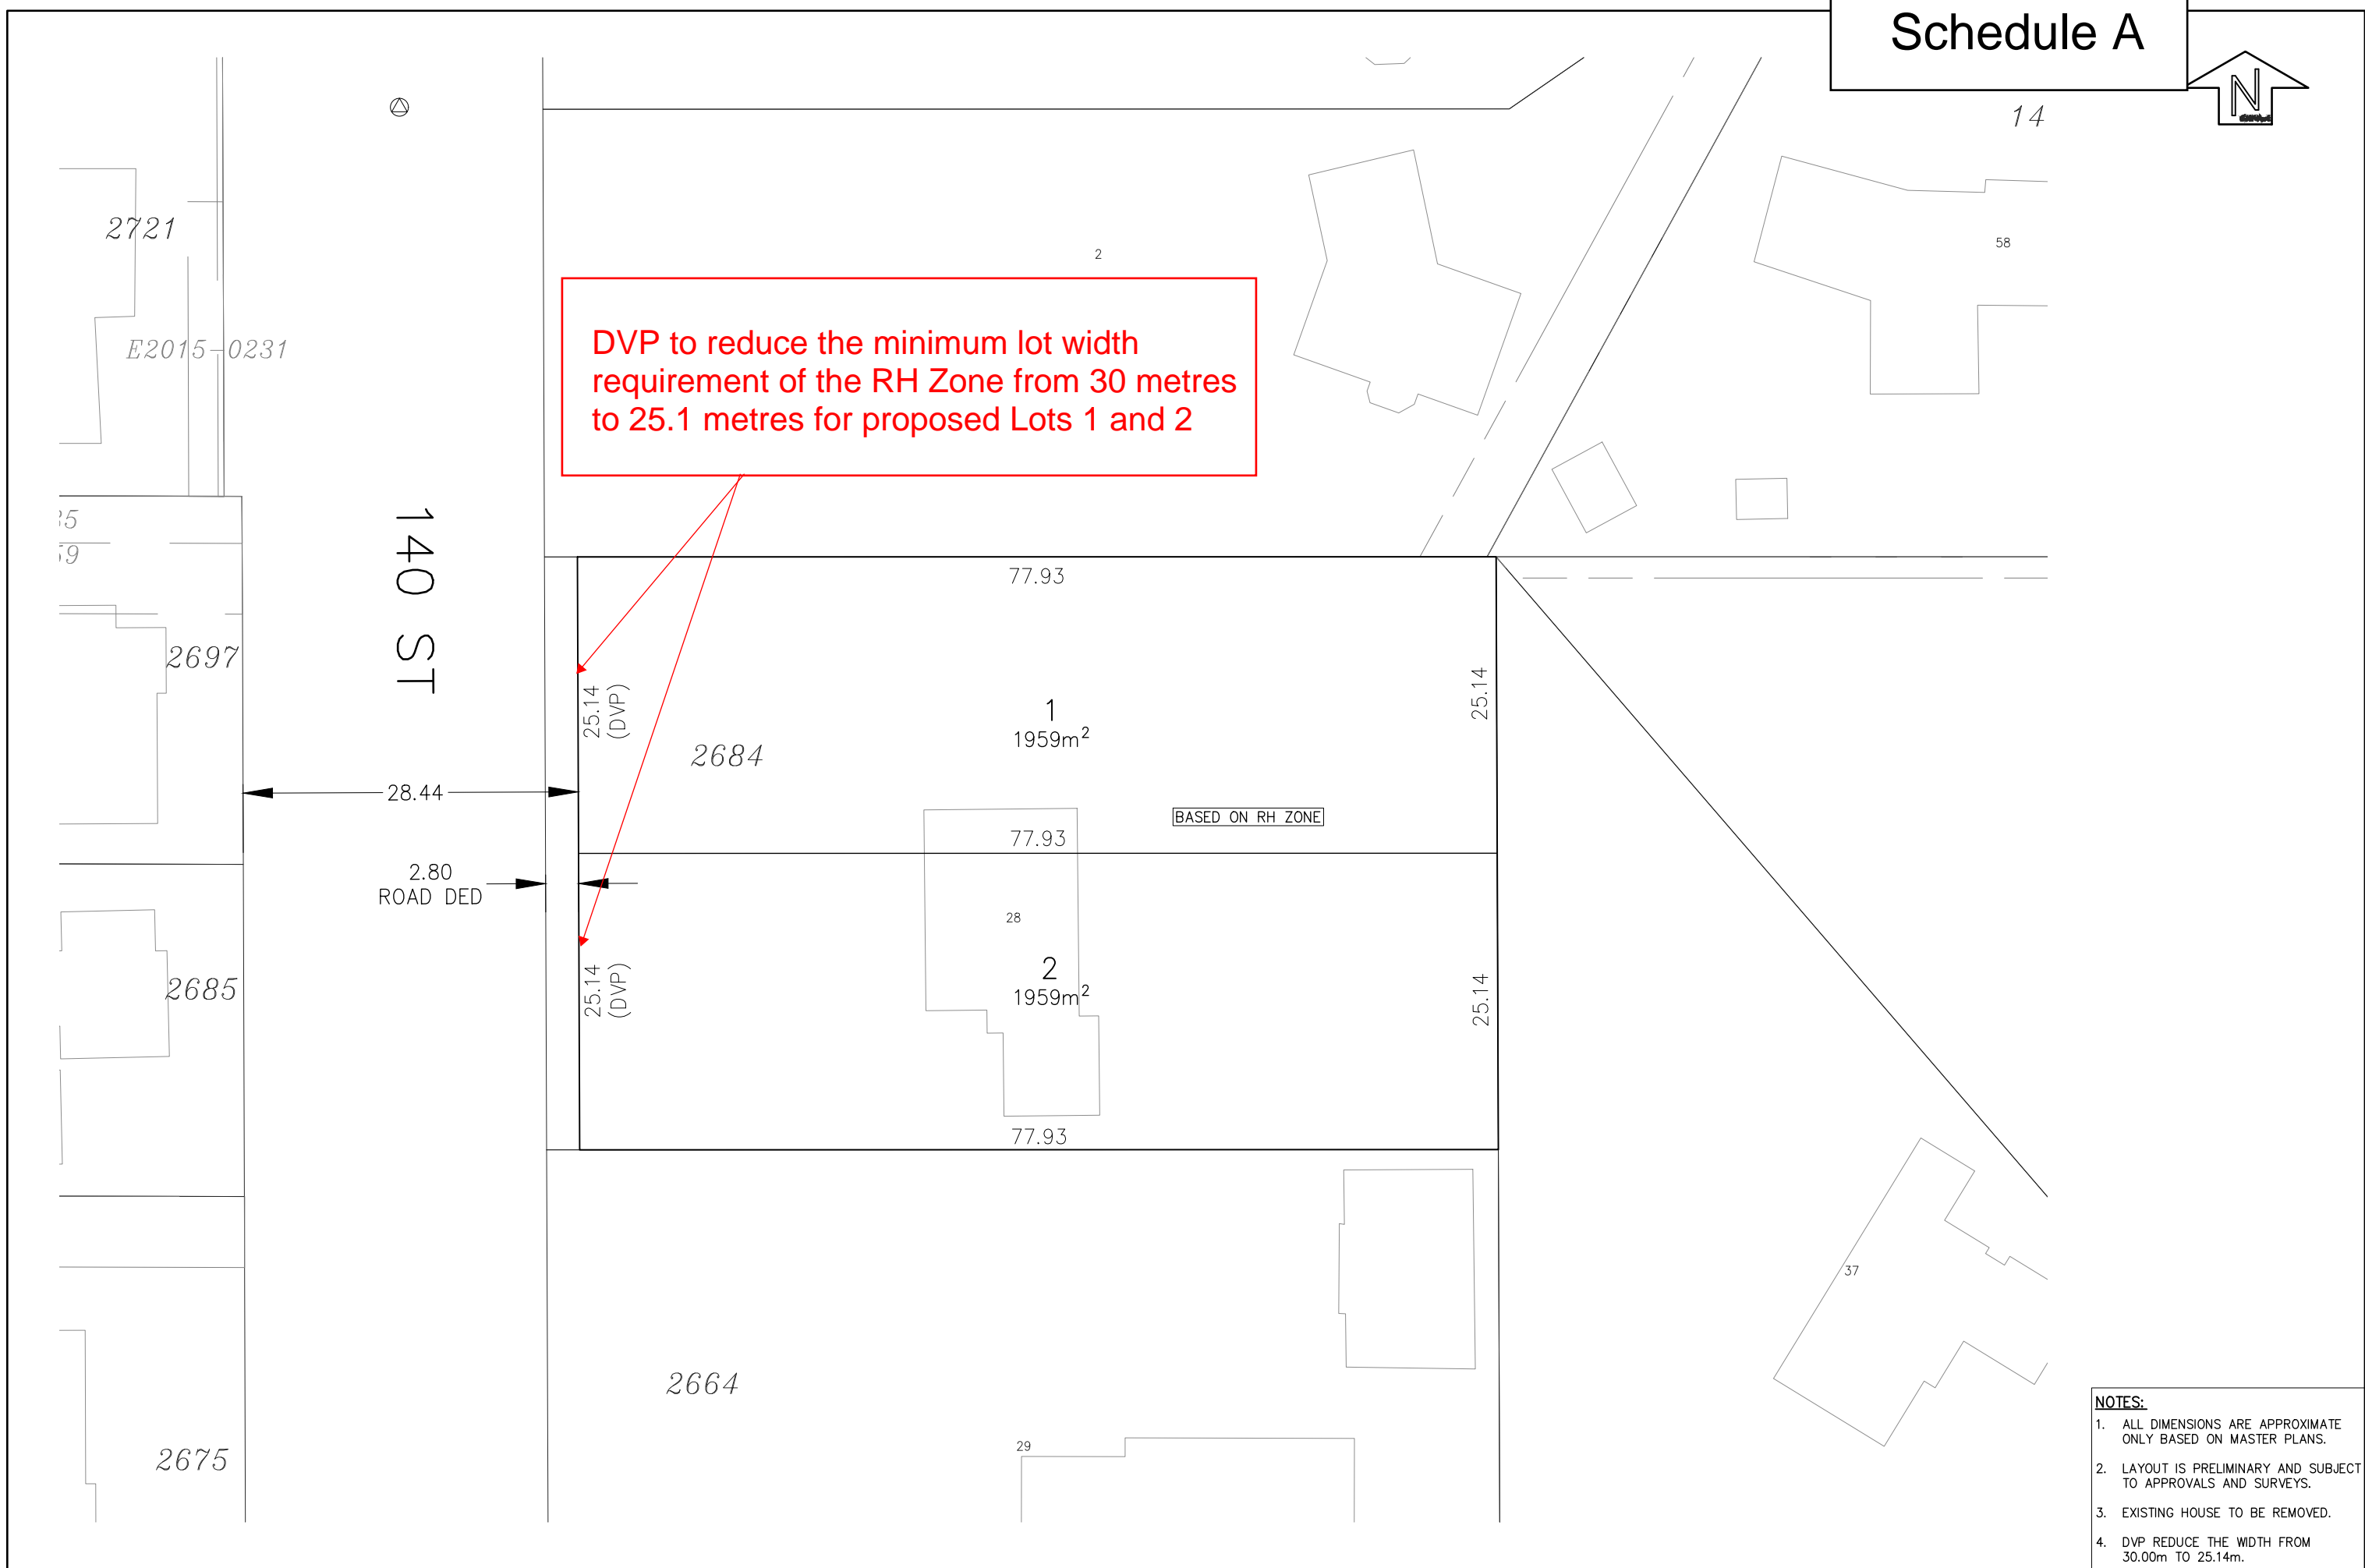 Schedule A
N
14
2721
2
58
E2015-0231
DVP to reduce the minimum lot width
requirement of the RH Zone from 30 metres
to 25.1 metres for proposed Lots 1 and 2
140 ST
77.93
2697
25.14
(DVP)
2684
1
1959m²
25.14
28.44
BASED ON RH ZONE
77.93
2.80
ROAD DED
28
2685
25.14
(DVP)
2
1959m²
25.14
77.93
37
2664
29
2675
NOTES:
1. ALL DIMENSIONS ARE APPROXIMATE
ONLY BASED ON MASTER PLANS.
2. LAYOUT IS PRELIMINARY AND SUBJECT
TO APPROVALS AND SURVEYS.
3. EXISTING HOUSE TO BE REMOVED.
4. DVP REDUCE THE WIDTH FROM
30.00m TO 25.14m.